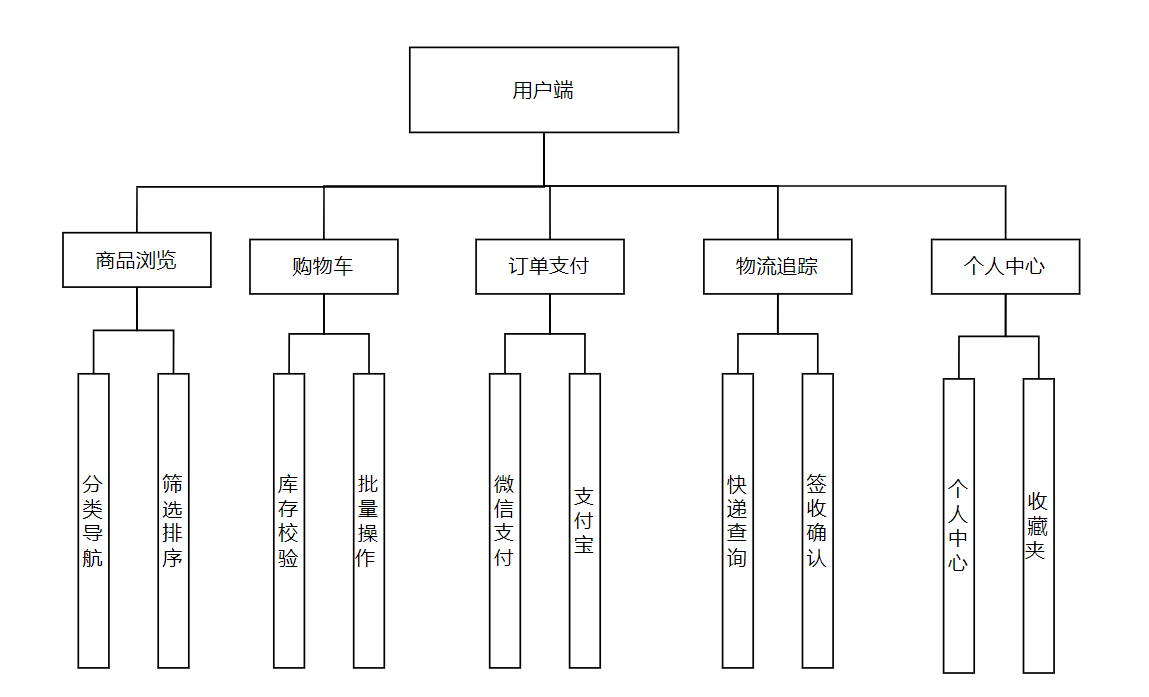 用户端
商品浏览
购物车
订单支付
物流追踪
个人中心
分类导航
筛选排序
库存校验
批量操作
微信支付
支付宝
快递查询
签收确认
个人中心
收藏夹